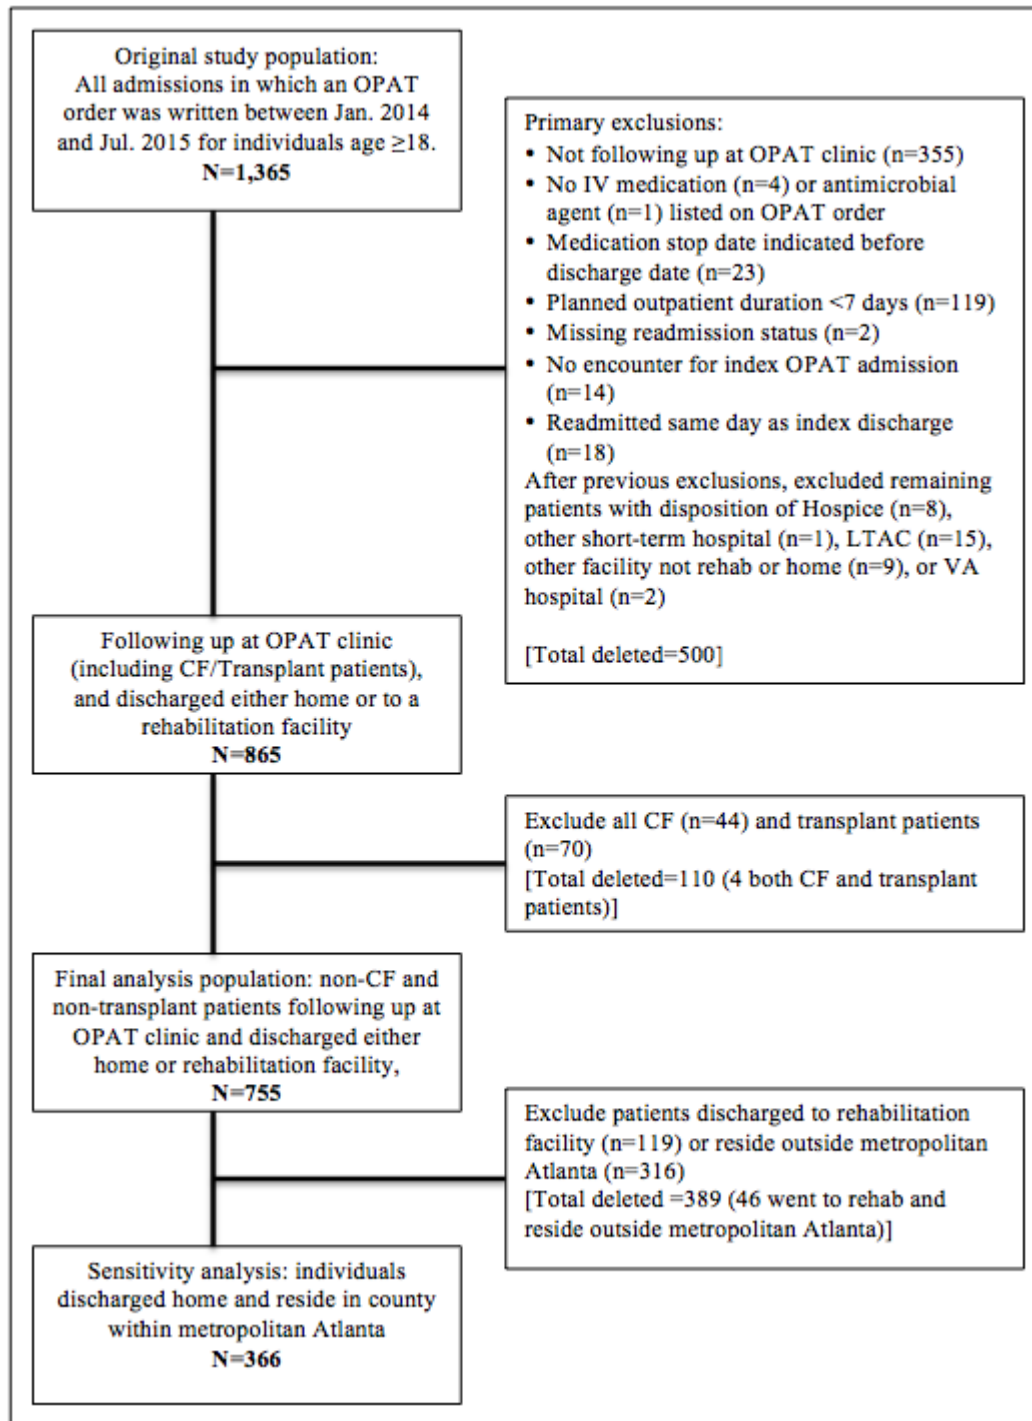 Original study population:
All admissions in which an OPAT
order was written between Jan. 2014
and Jul. 2015 for individuals age ≥18.
N=1,365
Primary exclusions:
• Not following up at OPAT clinic (n=355)
• No IV medication (n=4) or antimicrobial
agent (n=1) listed on OPAT order
• Medication stop date indicated before
discharge date (n=23)
• Planned outpatient duration <7 days (n=119)
• Missing readmission status (n=2)
• No encounter for index OPAT admission
(n=14)
• Readmitted same day as index discharge
(n=18)
After previous exclusions, excluded remaining
patients with disposition of Hospice (n=8),
other short-term hospital (n=1), LTAC (n=15),
other facility not rehab or home (n=9), or VA
hospital (n=2)
[Total deleted=500]
Following up at OPAT clinic
(including CF/Transplant patients),
and discharged either home or to a
rehabilitation facility
N=865
Exclude all CF (n=44) and transplant patients
(n=70)
[Total deleted=110 (4 both CF and transplant
patients)]
Final analysis population: non-CF and
non-transplant patients following up at
OPAT clinic and discharged either
home or rehabilitation facility,
N=755
Exclude patients discharged to rehabilitation
facility (n=119) or reside outside metropolitan
Atlanta (n=316)
[Total deleted =389 (46 went to rehab and
reside outside metropolitan Atlanta)]
Sensitivity analysis: individuals
discharged home and reside in county
within metropolitan Atlanta
N=366